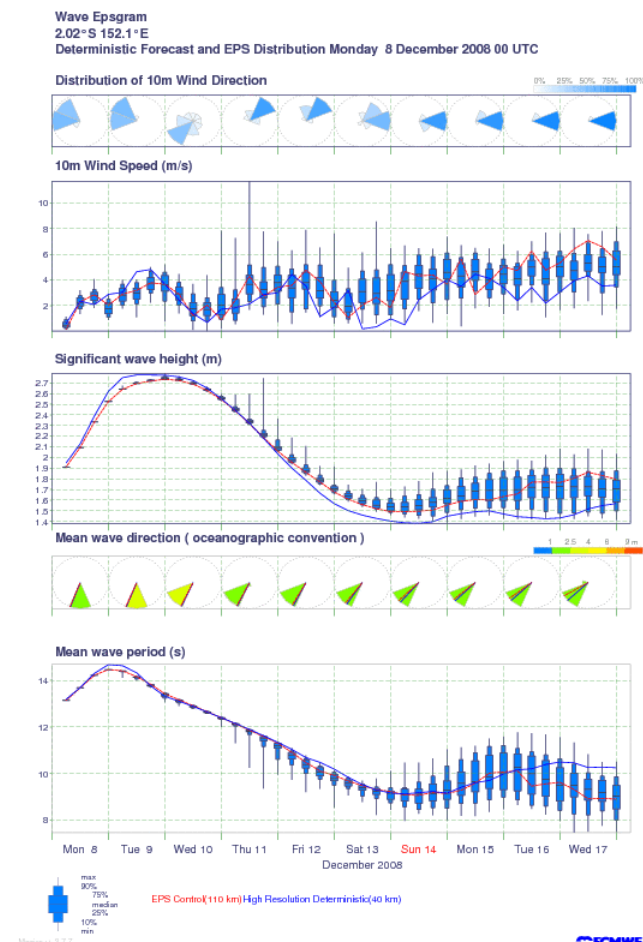 Wave Epsgram
2.02°S 152.1°E
Deterministic Forecast and EPS Distribution Monday 8 December 2008 00 UTC
Distribution of 10m Wind Direction
0% 25% 50% 75% 100%
10m Wind Speed (m/s)
10
8
6
4
2
Significant wave height (m)
2.7
2.6
2.5
2.4
2.3
2.2
2.1
2
1.9
1.8
1.7
1.6
1.5
1.4
Mean wave direction ( oceanographic convention )
1 2.5 4 6 9 m
Mean wave period (s)
14
12
10
8
Mon 8 Tue 9 Wed 10 Thu 11 Fri 12 Sat 13 Sun 14 Mon 15 Tue 16 Wed 17
December 2008
max
90%
75%
median
25%
10%
min
EPS Control(110 km) High Resolution Deterministic(40 km)